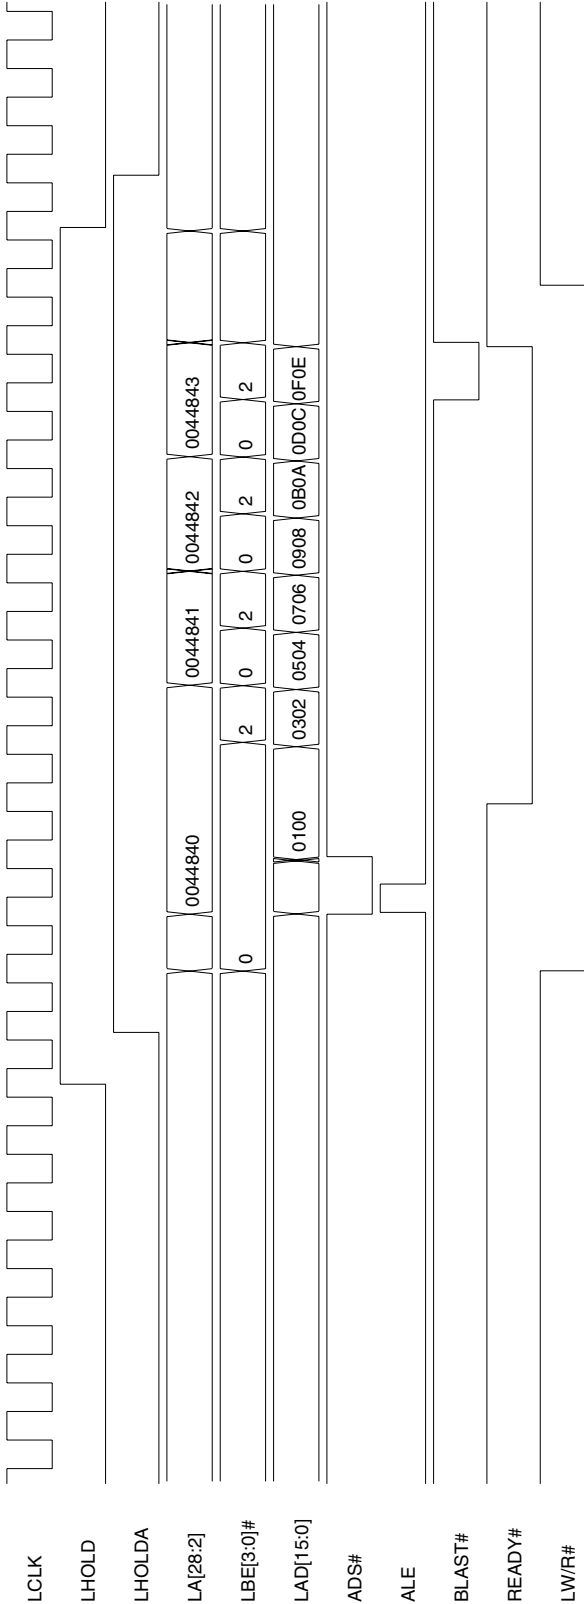 LCLK
LHOLD
LHOLDA
LA[28:2] 0044840 0044841 0044842 0044843
LBE[3:0]# 0 2 0 2 0 2 0 2
LAD[15:0] 0100 0302 0504 0706 0908 0B0A 0D0C 0F0E
ADS#
ALE
BLAST#
READY#
LW/R#